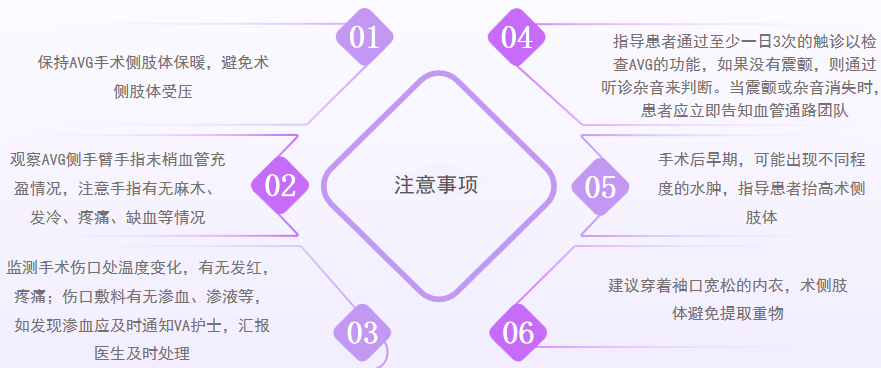 01
保持AVG手术侧肢体保暖，避免术
侧肢体受压
02
观察AVG侧手臂手指末梢血管充
盈情况，注意手指有无麻木、
发冷、疼痛、缺血等情况
03
监测手术伤口处温度变化，有无发红，
疼痛；伤口敷料有无渗血、渗液等，
如发现渗血应及时通知VA护士，汇报
医生及时处理
注意事项
04
指导患者通过至少一日3次的触诊以检
查AVG的功能，如果没有震颤，则通过
听诊杂音来判断。当震颤或杂音消失时，
患者应立即告知血管通路团队
05
手术后早期，可能出现不同程
度的水肿，指导患者抬高术侧
肢体
06
建议穿着袖口宽松的内衣，术侧肢
体避免提取重物